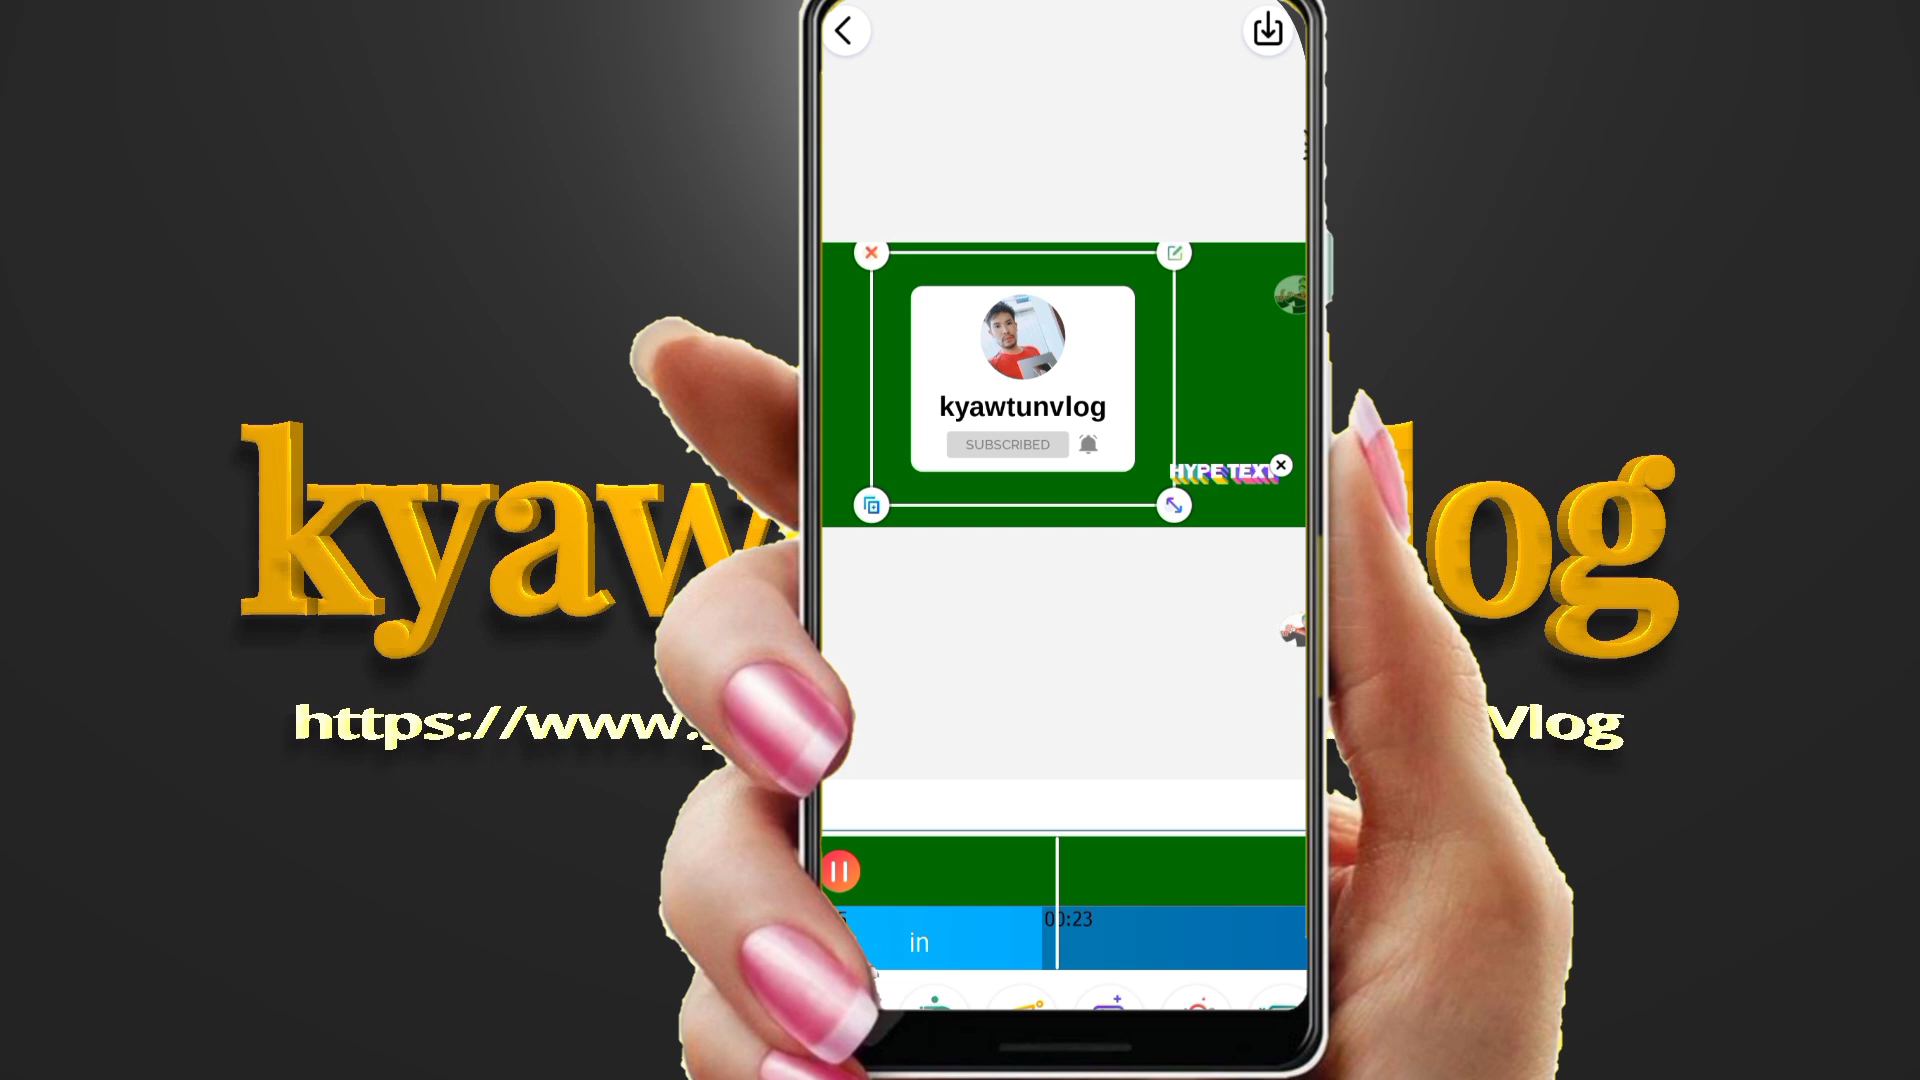 kyawtunvlog
SUBSCRIBED
HYPE TEXT
kyaw log
https://www. Vlog
00:23
in